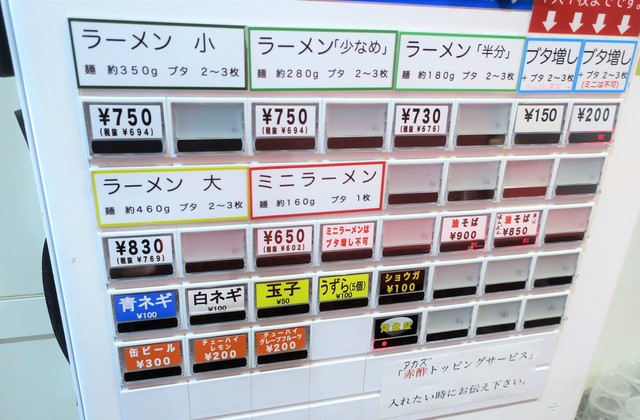 ラーメン 小
麺 約350g ブタ 2〜3枚
ラーメン「少なめ」
麺 約280g ブタ 2〜3枚
ラーメン「半分」
麺 約180g ブタ 2〜3枚
ブタ増し
+ ブタ 2〜3枚
ブタ増し
+ ブタ 2〜3枚
(ミニは不可)
¥750
(税抜 ¥694)
¥750
(税抜 ¥694)
¥730
(税抜 ¥676)
¥150
¥200
ラーメン 大
麺 約460g ブタ 2〜3枚
ミニラーメン
麺 約160g ブタ 1枚
¥830
(税抜 ¥769)
¥650
(税抜 ¥602)
ミニラーメンは
ブタ増し不可
油そば
¥900
油そば
¥850
青ネギ
¥100
白ネギ
¥100
玉子
¥50
うずら(5個)
¥100
ショウガ
¥100
缶ビール
¥300
チューハイ
レモン
¥200
チューハイ
グレープフルーツ
¥200
アカズ
「赤酢トッピングサービス」
入れたい時にお伝え下さい。